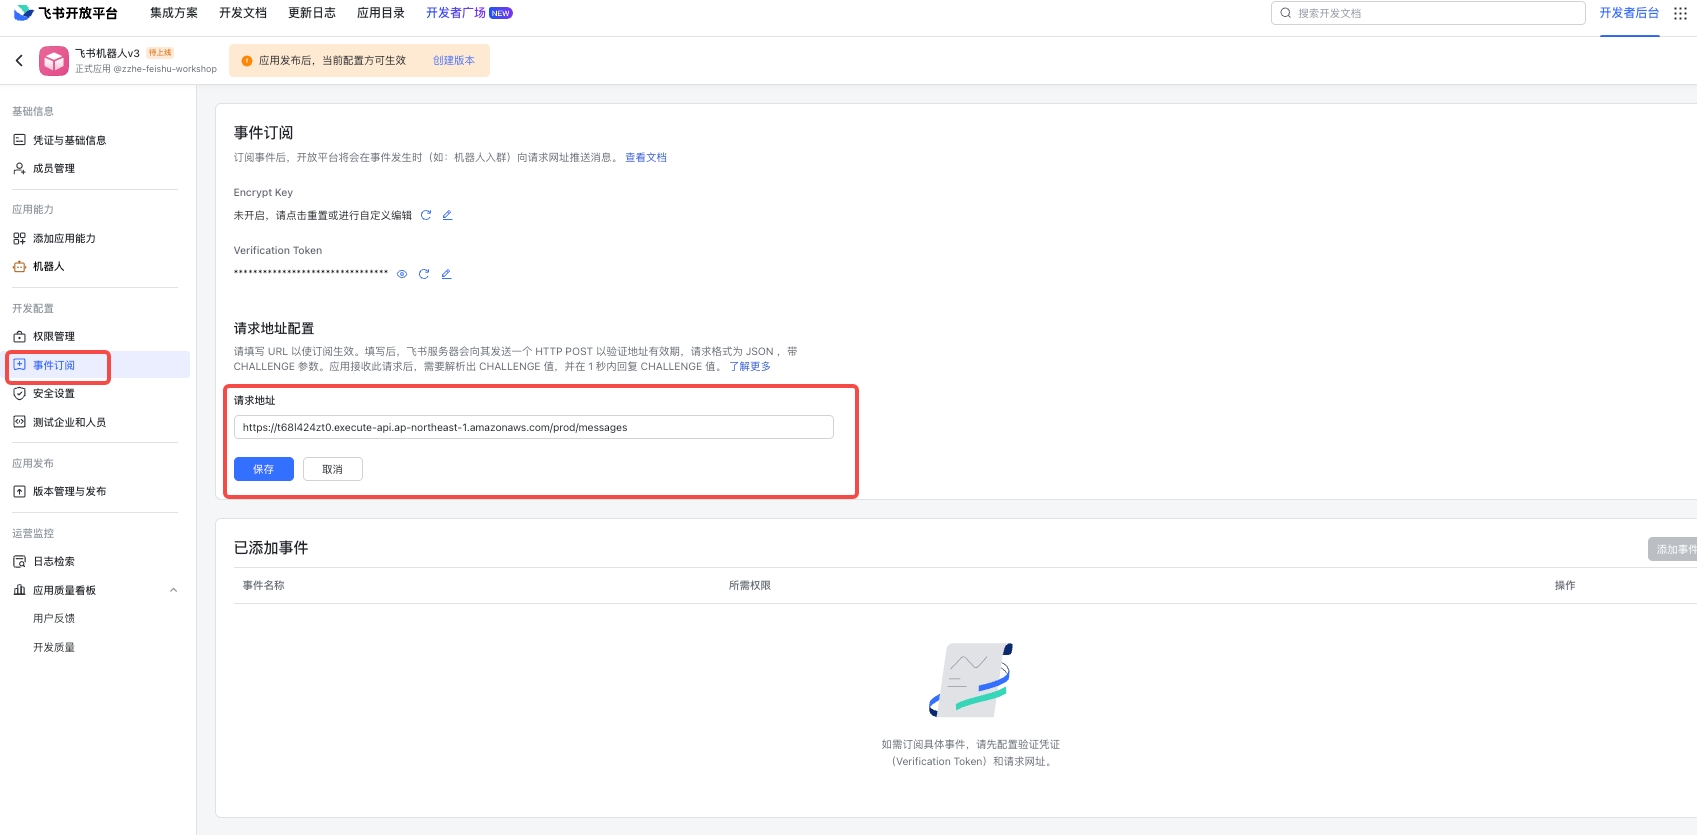 飞书开放平台
集成方案 开发文档 更新日志 应用目录 开发者广场 NEW
搜索开发文档
开发者后台
飞书机器人v3 待上线
正式应用 @zzhe-feishu-workshop
应用发布后，当前配置方可生效 创建版本
基础信息
凭证与基础信息
成员管理
应用能力
添加应用能力
机器人
开发配置
权限管理
事件订阅
安全设置
测试企业和人员
应用发布
版本管理与发布
运营监控
日志检索
应用质量看板
用户反馈
开发质量
事件订阅
订阅事件后，开放平台将会在事件发生时（如：机器人入群）向请求网址推送消息。 查看文档
Encrypt Key
未开启，请点击重置或进行自定义编辑
Verification Token
********************************
请求地址配置
请填写 URL 以使订阅生效。填写后，飞书服务器会向其发送一个 HTTP POST 以验证地址有效期，请求格式为 JSON ，带
CHALLENGE 参数。应用接收此请求后，需要解析出 CHALLENGE 值，并在 1 秒内回复 CHALLENGE 值。 了解更多
请求地址
https://t68l424zt0.execute-api.ap-northeast-1.amazonaws.com/prod/messages
保存 取消
已添加事件
添加事件
事件名称 所需权限 操作
如需订阅具体事件，请先配置验证凭证
（Verification Token）和请求网址。